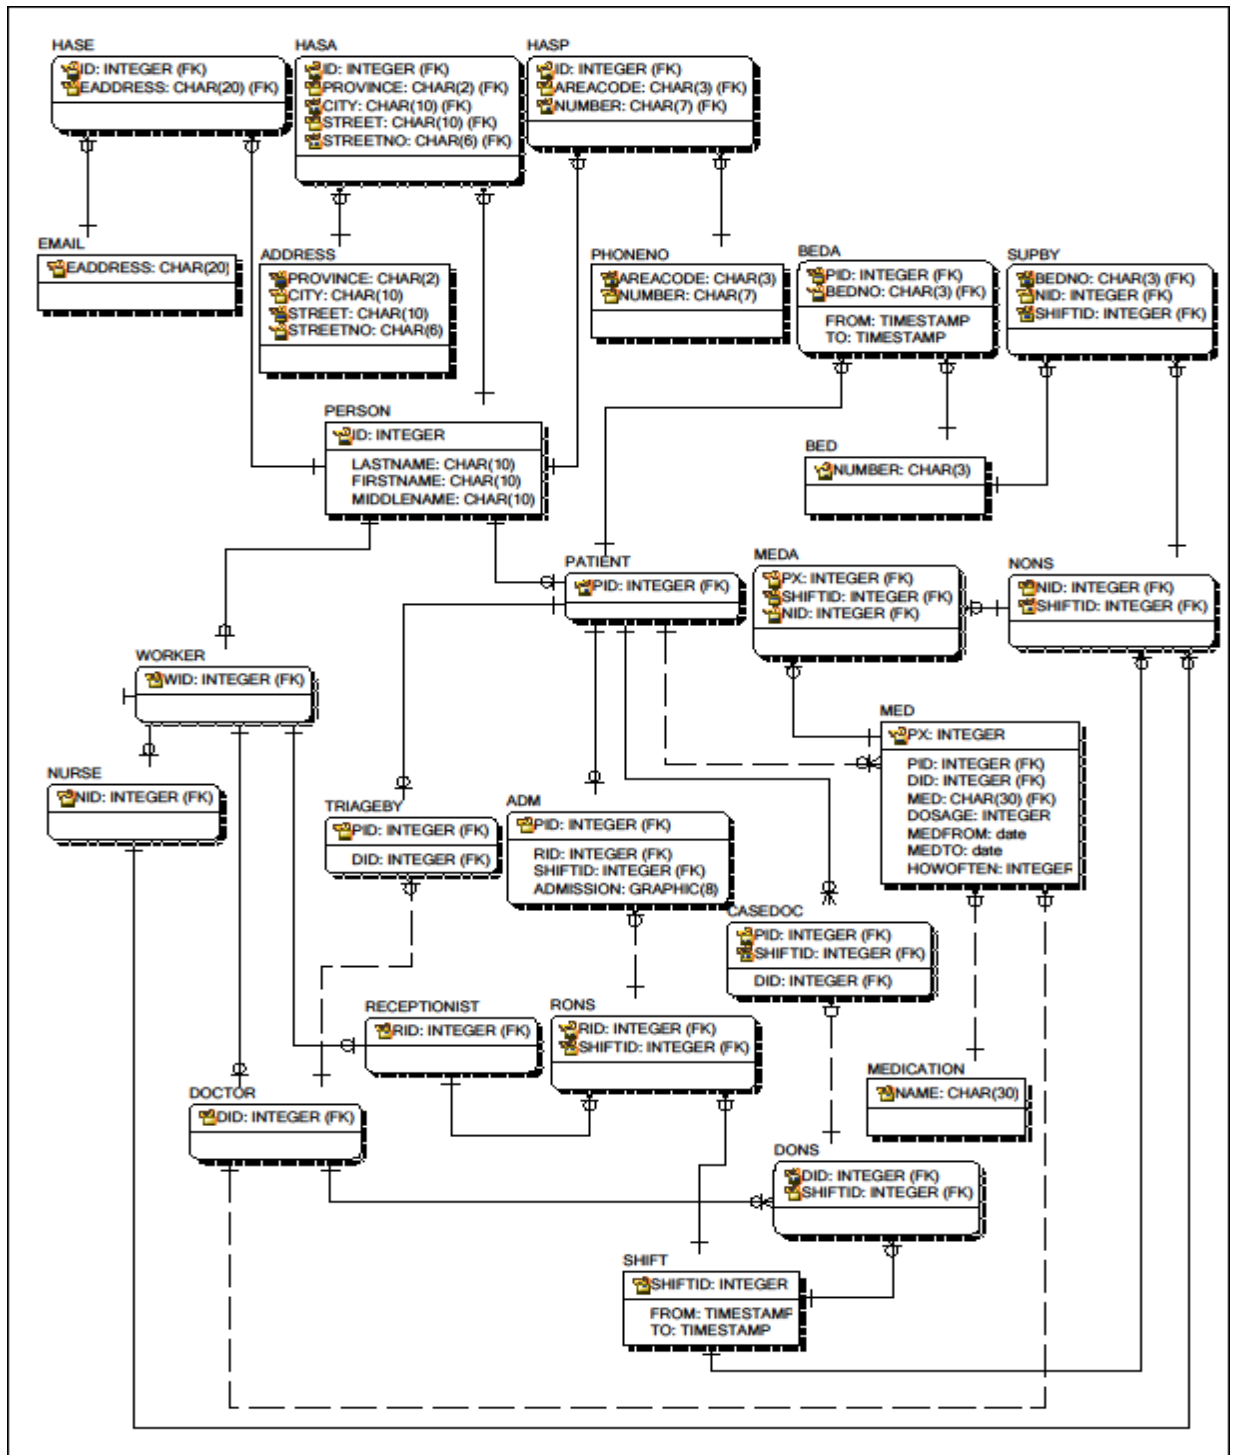 HASE
ID: INTEGER (FK)
EADDRESS: CHAR(20) (FK)
HASA
ID: INTEGER (FK)
PROVINCE: CHAR(2) (FK)
CITY: CHAR(10) (FK)
STREET: CHAR(10) (FK)
STREETNO: CHAR(6) (FK)
HASP
ID: INTEGER (FK)
AREACODE: CHAR(3) (FK)
NUMBER: CHAR(7) (FK)
EMAIL
EADDRESS: CHAR(20)
ADDRESS
PROVINCE: CHAR(2)
CITY: CHAR(10)
STREET: CHAR(10)
STREETNO: CHAR(6)
PHONENO
AREACODE: CHAR(3)
NUMBER: CHAR(7)
BEDA
PID: INTEGER (FK)
BEDNO: CHAR(3) (FK)
FROM: TIMESTAMP
TO: TIMESTAMP
SUPBY
BEDNO: CHAR(3) (FK)
NID: INTEGER (FK)
SHIFTID: INTEGER (FK)
PERSON
ID: INTEGER
LASTNAME: CHAR(10)
FIRSTNAME: CHAR(10)
MIDDLENAME: CHAR(10)
BED
NUMBER: CHAR(3)
PATIENT
PID: INTEGER (FK)
MEDA
PX: INTEGER (FK)
SHIFTID: INTEGER (FK)
NID: INTEGER (FK)
NONS
NID: INTEGER (FK)
SHIFTID: INTEGER (FK)
WORKER
WID: INTEGER (FK)
MED
PX: INTEGER
PID: INTEGER (FK)
DID: INTEGER (FK)
MED: CHAR(30) (FK)
DOSAGE: INTEGER
MEDFROM: date
MEDTO: date
HOWOFTEN: INTEGER
NURSE
NID: INTEGER (FK)
TRIAGEBY
PID: INTEGER (FK)
DID: INTEGER (FK)
ADM
PID: INTEGER (FK)
RID: INTEGER (FK)
SHIFTID: INTEGER (FK)
ADMISSION: GRAPHIC(8)
CASEDOC
PID: INTEGER (FK)
SHIFTID: INTEGER (FK)
DID: INTEGER (FK)
RECEPTIONIST
RID: INTEGER (FK)
RONS
RID: INTEGER (FK)
SHIFTID: INTEGER (FK)
MEDICATION
NAME: CHAR(30)
DOCTOR
DID: INTEGER (FK)
DONS
DID: INTEGER (FK)
SHIFTID: INTEGER (FK)
SHIFT
SHIFTID: INTEGER
FROM: TIMESTAMP
TO: TIMESTAMP